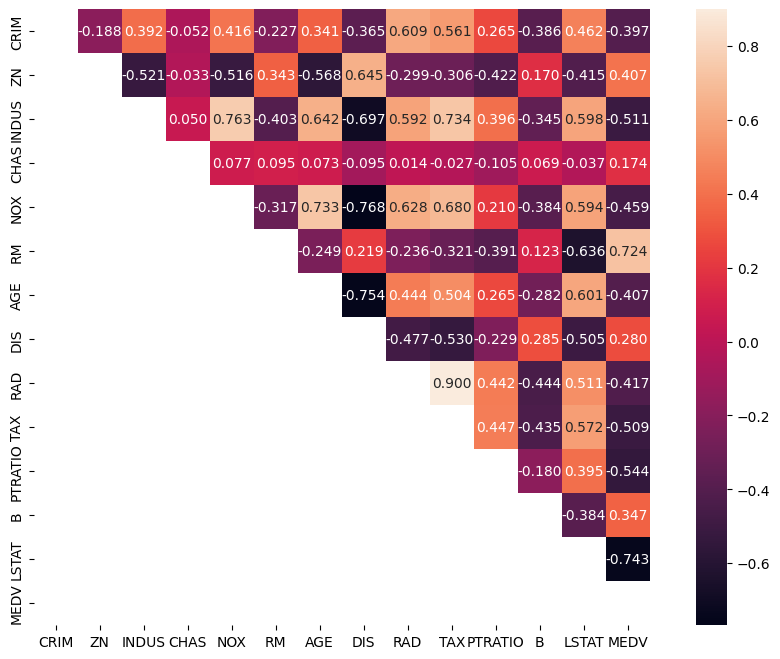 CRIM -0.188 0.392 -0.052 0.416 -0.227 0.341 -0.365 0.609 0.561 0.265 -0.386 0.462 -0.397
ZN -0.521 -0.033 -0.516 0.343 -0.568 0.645 -0.299 -0.306 -0.422 0.170 -0.415 0.407
INDUS 0.050 0.763 -0.403 0.642 -0.697 0.592 0.734 0.396 -0.345 0.598 -0.511
CHAS 0.077 0.095 0.073 -0.095 0.014 -0.027 -0.105 0.069 -0.037 0.174
NOX -0.317 0.733 -0.768 0.628 0.680 0.210 -0.384 0.594 -0.459
RM -0.249 0.219 -0.236 -0.321 -0.391 0.123 -0.636 0.724
AGE -0.754 0.444 0.504 0.265 -0.282 0.601 -0.407
DIS -0.477 -0.530 -0.229 0.285 -0.505 0.280
RAD 0.900 0.442 -0.444 0.511 -0.417
TAX 0.447 -0.435 0.572 -0.509
PTRATIO -0.180 0.395 -0.544
B -0.384 0.347
LSTAT -0.743
MEDV
CRIM ZN INDUS CHAS NOX RM AGE DIS RAD TAX PTRATIO B LSTAT MEDV
0.8
0.6
0.4
0.2
0.0
−0.2
−0.4
−0.6